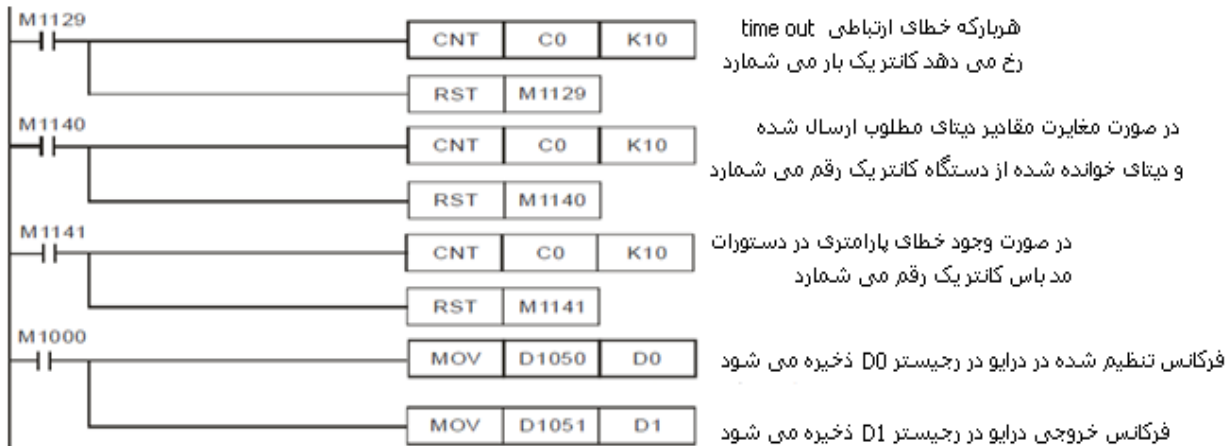 M1129
CNT C0 K10
هربارکه خطای ارتباطی time out
رخ می دهد کانتر یک بار می شمارد
RST M1129
M1140
CNT C0 K10
در صورت مغایرت مقادیر دیتای مطلوب ارسال شده
و دیتای خوانده شده از دستگاه کانتر یک رقم می شمارد
RST M1140
M1141
CNT C0 K10
در صورت وجود خطای پارامتری در دستورات
مد باس کانتر یک رقم می شمارد
RST M1141
M1000
MOV D1050 D0
فرکانس تنظیم شده در درایو در رجیستر D0 ذخیره می شود
MOV D1051 D1
فرکانس خروجی درایو در رجیستر D1 ذخیره می شود